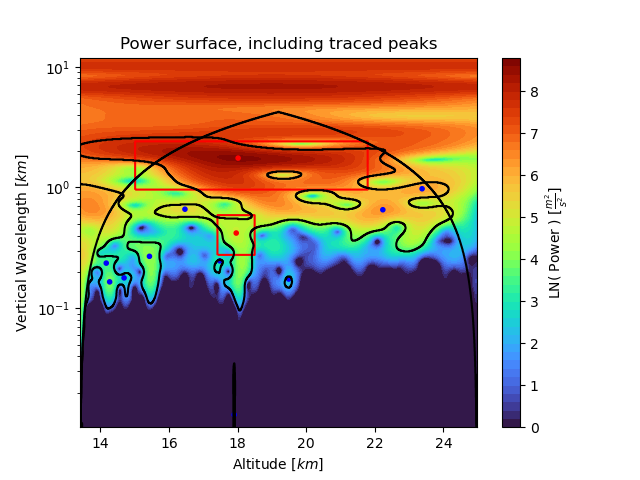 Power surface, including traced peaks
10¹
10⁰
10⁻¹
Vertical Wavelength [km]
14 16 18 20 22 24
Altitude [km]
8
7
6
5
4
3
2
1
0
LN( Power ) [m²/s²]